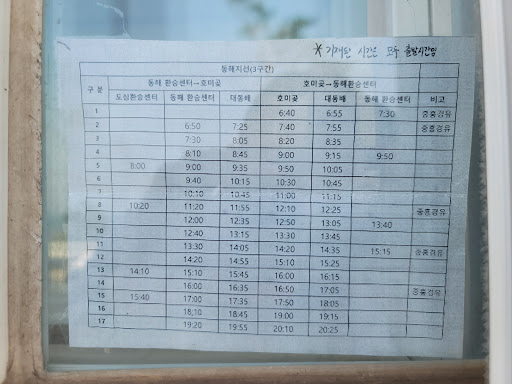 * 기재된 시간은 모두 출발시간임
동해지선(3구간)
구 분 동해 환승센터→호미곶 호미곶→동해환승센터 비고
도심환승센터 동해 환승센터 대동배 호미곶 대동배 동해 환승센터
1 6:40 6:55 7:30 중흥경유
2 6:50 7:25 7:40 7:55 중흥경유
3 7:30 8:05 8:20 8:35
4 8:10 8:45 9:00 9:15 9:50
5 8:00 9:00 9:35 9:50 10:05
6 9:40 10:15 10:30 10:45
7 10:10 10:45 11:00 11:15
8 10:20 11:20 11:55 12:10 12:25 중흥경유
9 12:00 12:35 12:50 13:05 13:40
10 12:40 13:15 13:30 13:45
11 13:30 14:05 14:20 14:35 15:15 중흥경유
12 14:20 14:55 15:10 15:25
13 14:10 15:10 15:45 16:00 16:15
14 16:00 16:35 16:50 17:05 중흥경유
15 15:40 17:00 17:35 17:50 18:05
16 18:10 18:45 19:00 19:15
17 19:20 19:55 20:10 20:25